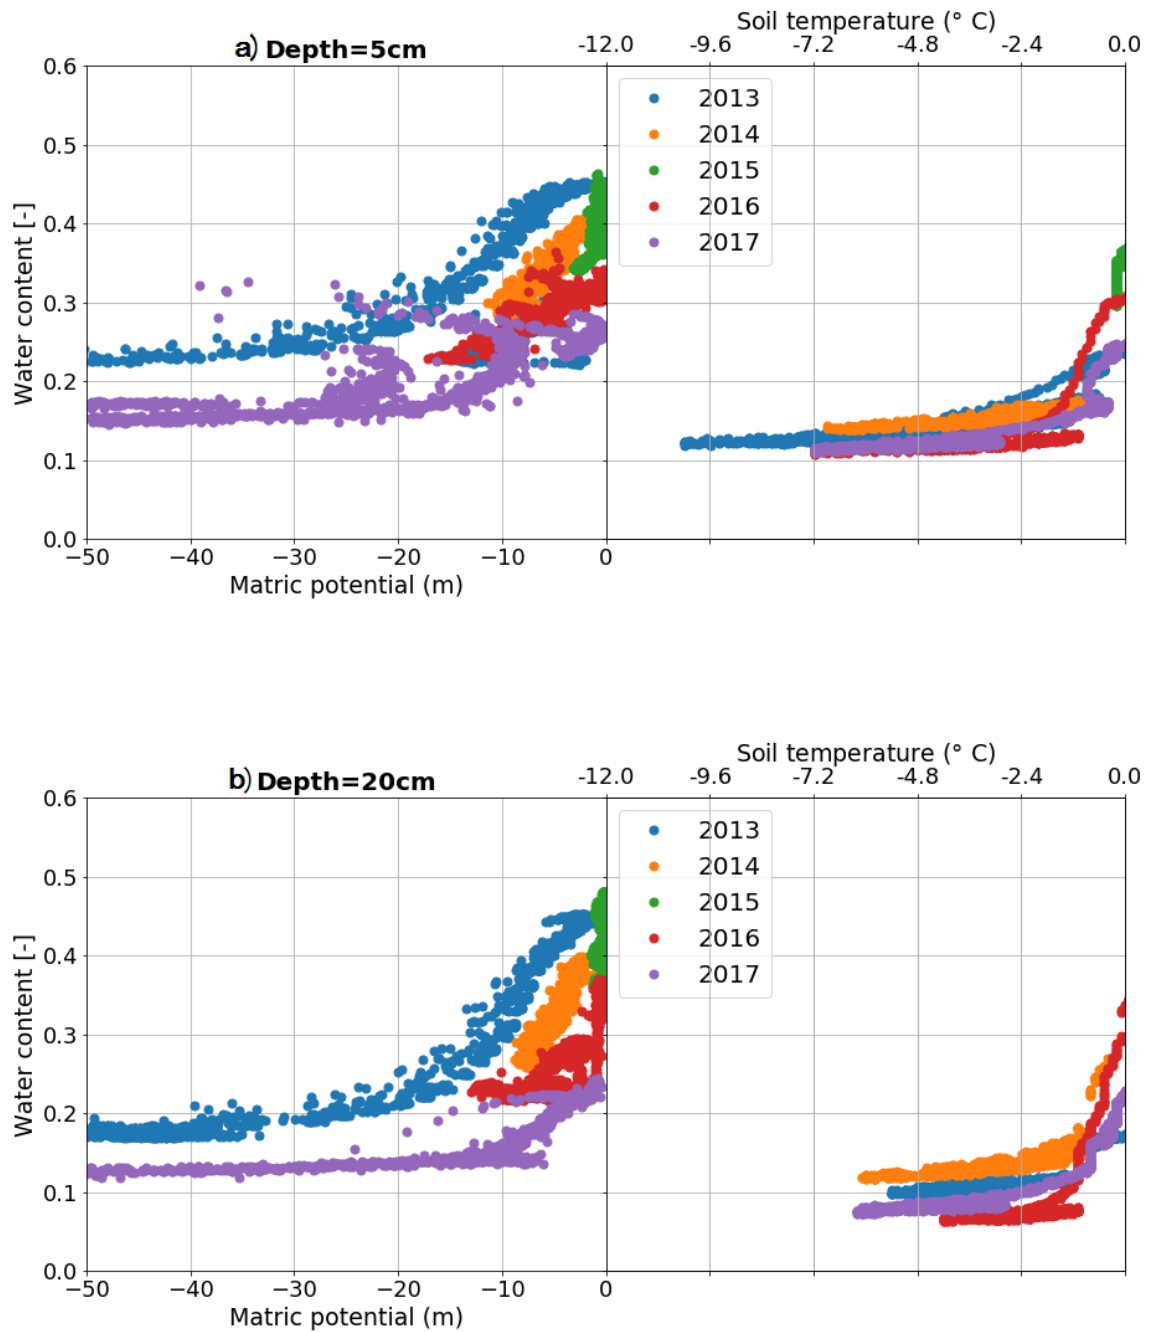 Soil temperature (° C)
a) Depth=5cm
-12.0 -9.6 -7.2 -4.8 -2.4 0.0
0.6
0.5
0.4
0.3
0.2
0.1
0.0
Water content [-]
2013
2014
2015
2016
2017
−50 −40 −30 −20 −10 0
Matric potential (m)
Soil temperature (° C)
b) Depth=20cm
-12.0 -9.6 -7.2 -4.8 -2.4 0.0
0.6
0.5
0.4
0.3
0.2
0.1
0.0
Water content [-]
2013
2014
2015
2016
2017
−50 −40 −30 −20 −10 0
Matric potential (m)